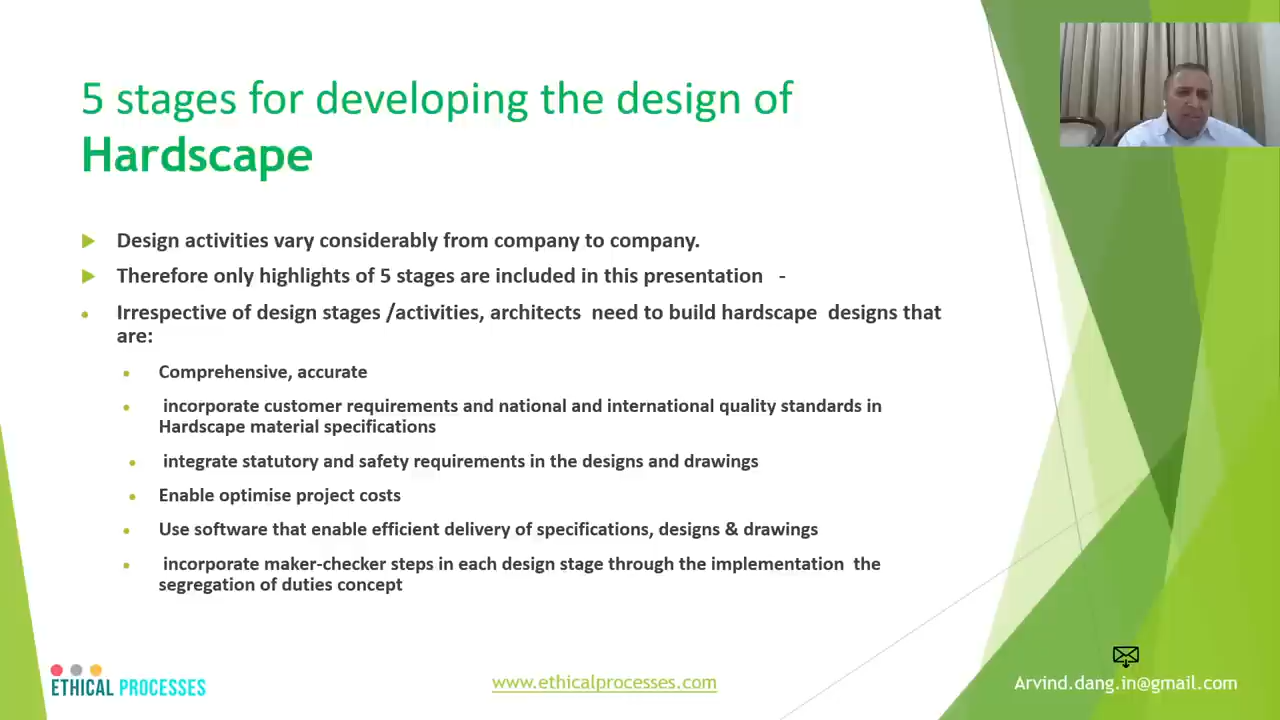 5 stages for developing the design of
Hardscape
Design activities vary considerably from company to company.
Therefore only highlights of 5 stages are included in this presentation -
Irrespective of design stages /activities, architects need to build hardscape designs that
are:
Comprehensive, accurate
incorporate customer requirements and national and international quality standards in
Hardscape material specifications
integrate statutory and safety requirements in the designs and drawings
Enable optimise project costs
Use software that enable efficient delivery of specifications, designs & drawings
incorporate maker-checker steps in each design stage through the implementation the
segregation of duties concept
ETHICAL PROCESSES
www.ethicalprocesses.com
Arvind.dang.in@gmail.com